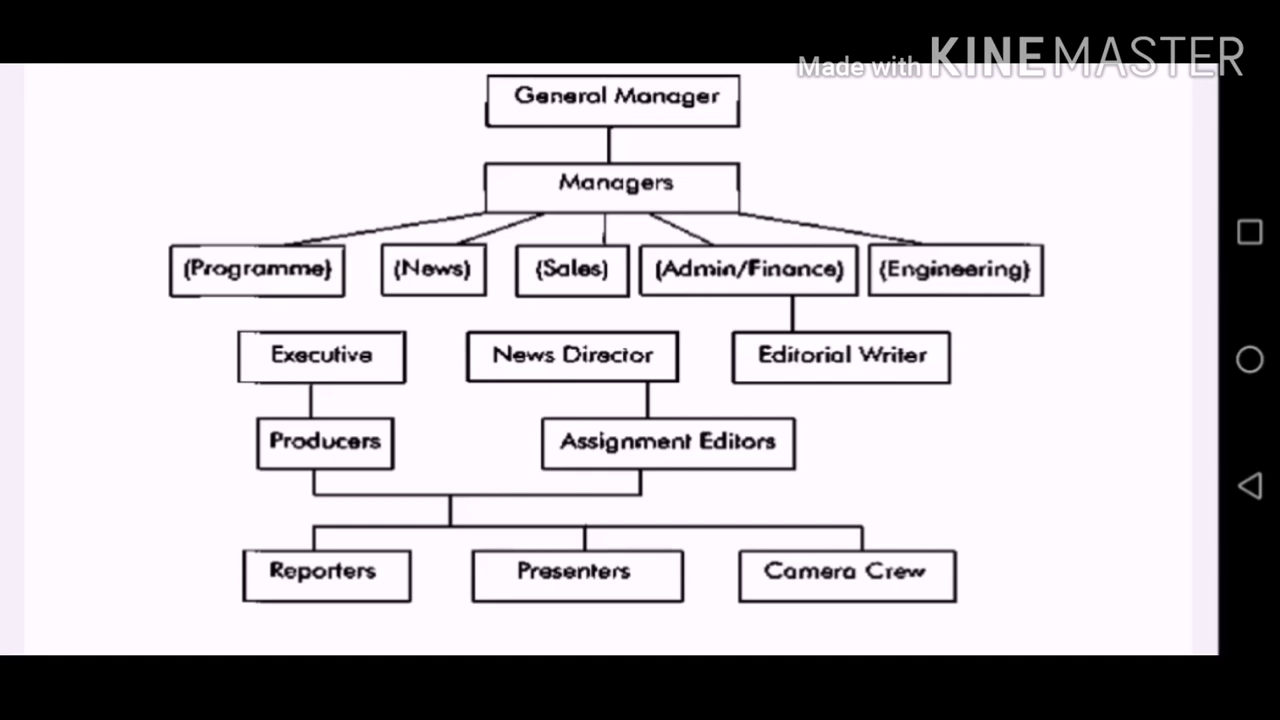 Made with KINEMASTER
General Manager
Managers
(Programme)
(News)
(Sales)
(Admin/Finance)
(Engineering)
Executive
News Director
Editorial Writer
Producers
Assignment Editors
Reporters
Presenters
Camera Crew